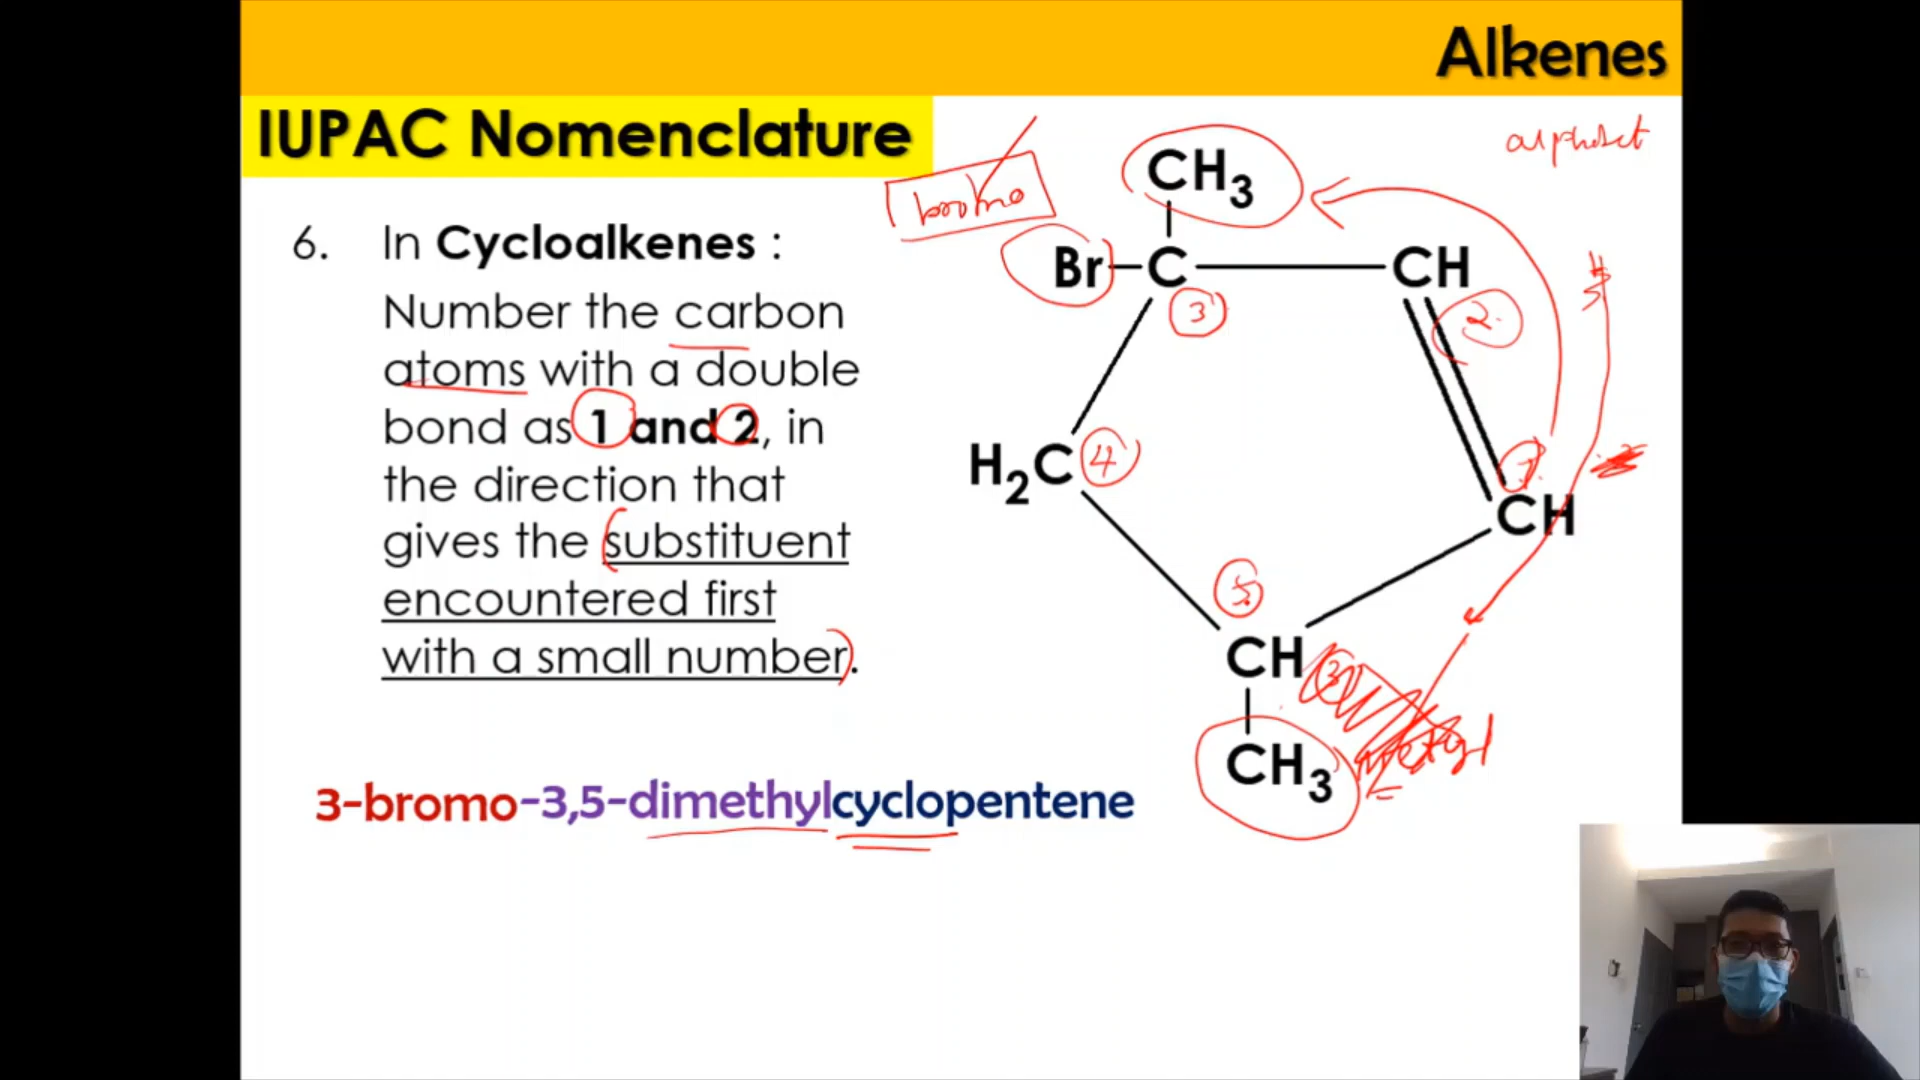 Alkenes
IUPAC Nomenclature
alphabet
bromo
6. In Cycloalkenes :
Number the carbon
atoms with a double
bond as 1 and 2, in
the direction that
gives the substituent
encountered first
with a small number.
CH3
Br C CH
3 2
H2C 4 1
CH
5
CH 3
CH3
3-bromo-3,5-dimethylcyclopentene